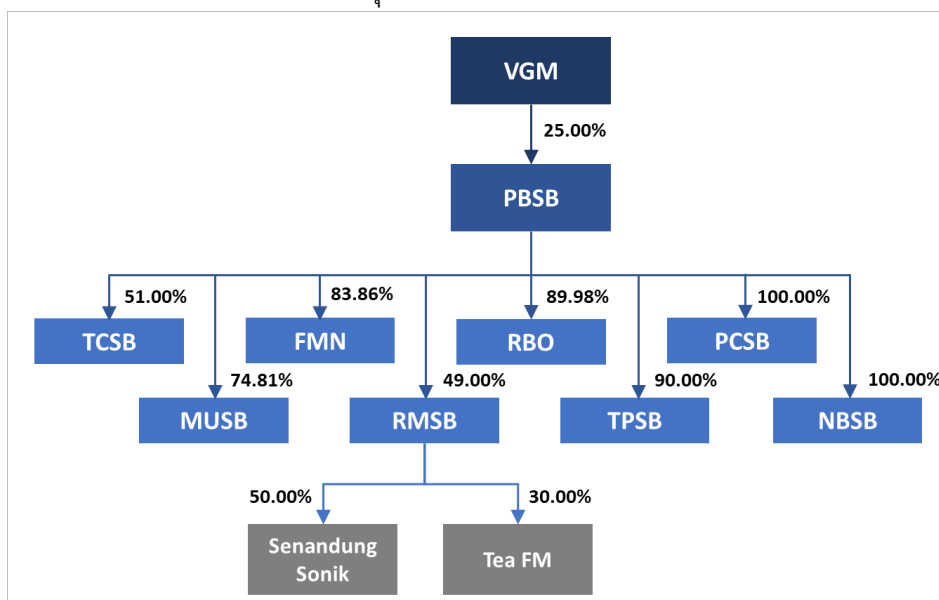 VGM
25.00%
PBSB
51.00%
83.86%
89.98%
100.00%
TCSB
FMN
RBO
PCSB
74.81%
49.00%
90.00%
100.00%
MUSB
RMSB
TPSB
NBSB
50.00%
30.00%
Senandung
Sonik
Tea FM